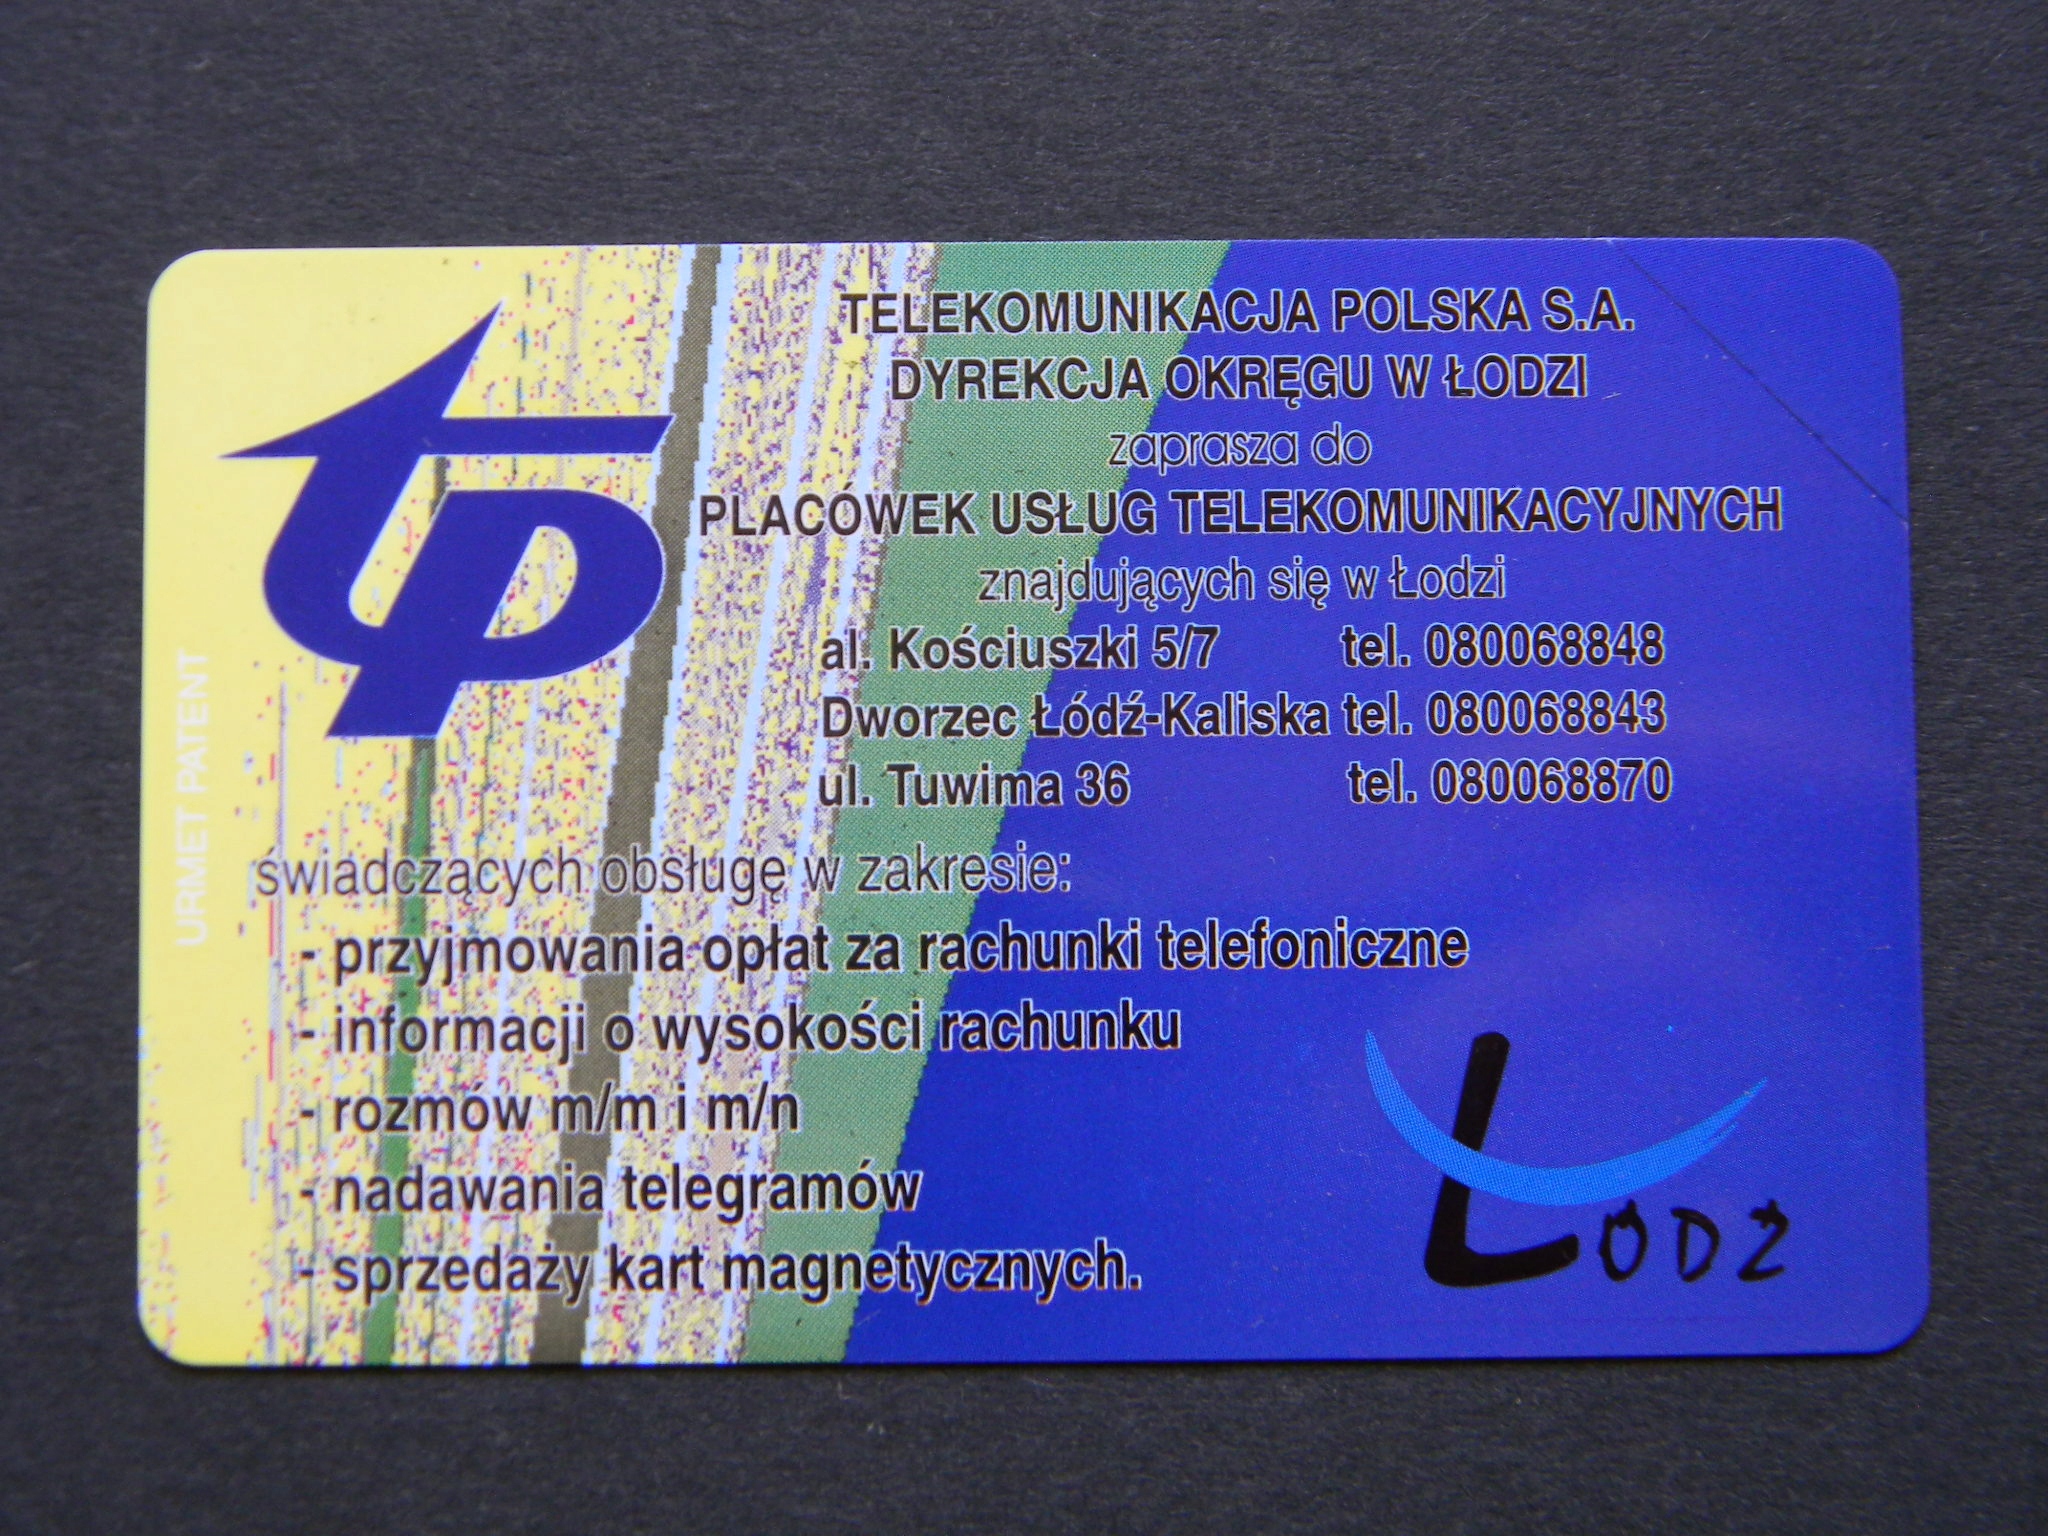 TELEKOMUNIKACJA POLSKA S.A.
DYREKCJA OKRĘGU W ŁODZI
zaprasza do
PLACÓWEK USŁUG TELEKOMUNIKACYJNYCH
znajdujących się w Łodzi
al. Kościuszki 5/7 tel. 080068848
Dworzec Łódź-Kaliska tel. 080068843
ul. Tuwima 36 tel. 080068870
świadczących obsługę w zakresie:
- przyjmowania opłat za rachunki telefoniczne
- informacji o wysokości rachunku
- rozmów m/m i m/n
- nadawania telegramów
- sprzedaży kart magnetycznych.
tp
URMET PATENT
ŁÓDŹ